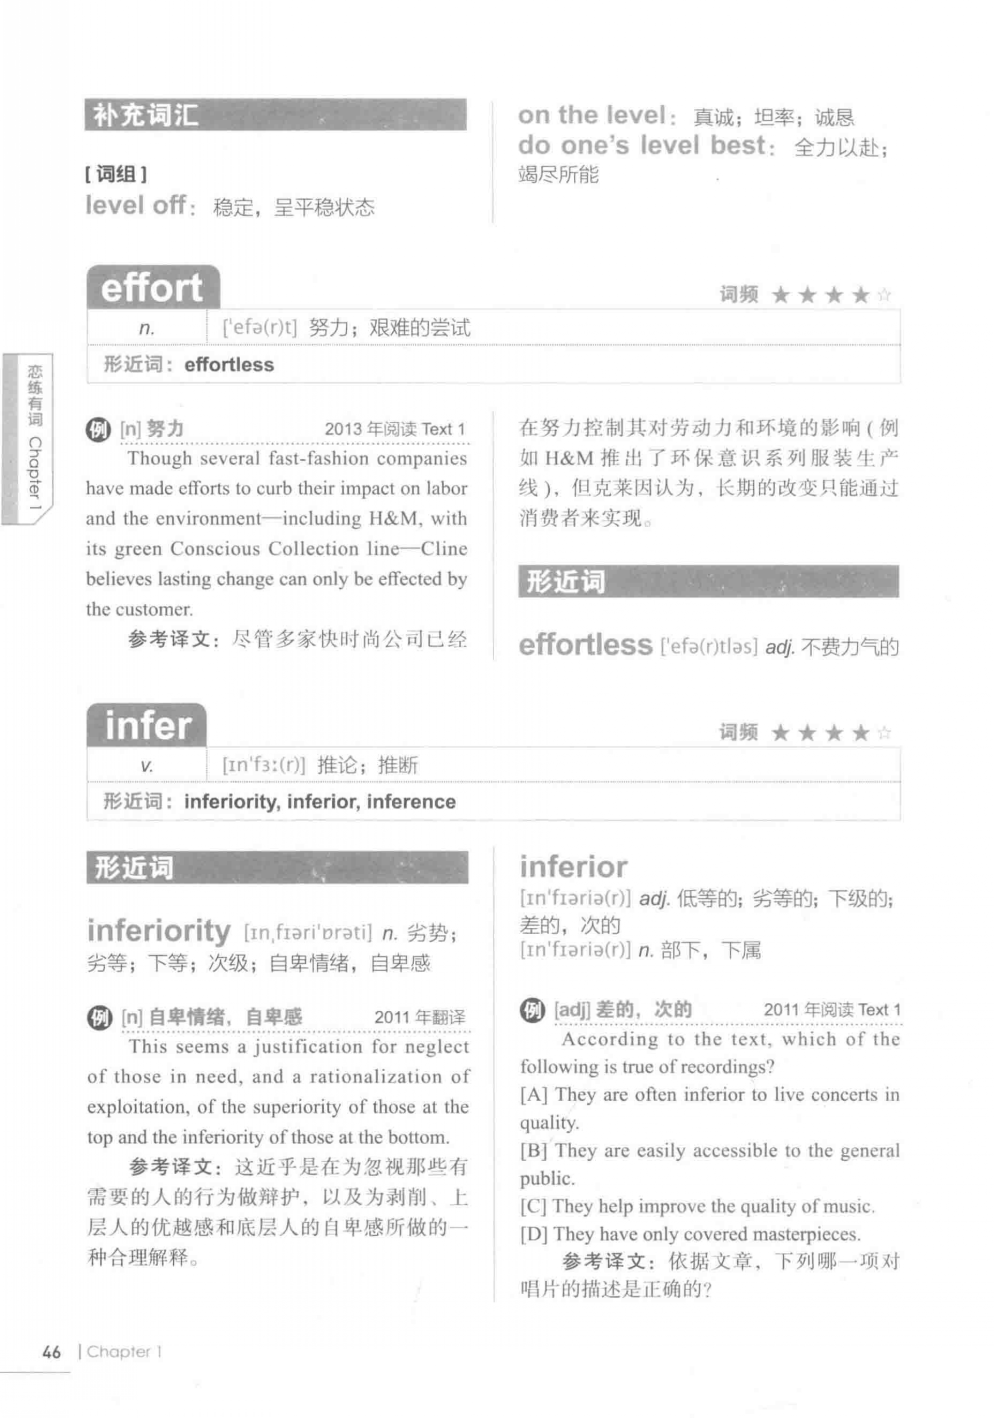 补充词汇
[词组]
level off： 稳定，呈平稳状态
on the level： 真诚；坦率；诚恳
do one's level best： 全力以赴；
竭尽所能
effort
词频 ★★★★☆
n. ['efə(r)t] 努力；艰难的尝试
形近词：effortless
恋练有词 Chapter 1
例 [n] 努力 2013 年阅读 Text 1
Though several fast-fashion companies
have made efforts to curb their impact on labor
and the environment—including H&M, with
its green Conscious Collection line—Cline
believes lasting change can only be effected by
the customer.
参考译文：尽管多家快时尚公司已经
在努力控制其对劳动力和环境的影响 ( 例
如 H&M 推出了环保意识系列服装生产
线 )，但克莱因认为，长期的改变只能通过
消费者来实现。
形近词
effortless ['efə(r)tləs] adj. 不费力气的
infer
词频 ★★★★☆
v. [ɪn'fɜː(r)] 推论；推断
形近词：inferiority, inferior, inference
形近词
inferiority [ɪnˌfɪəri'ɒrəti] n. 劣势；
劣等；下等；次级；自卑情绪，自卑感
例 [n] 自卑情绪，自卑感 2011 年翻译
This seems a justification for neglect
of those in need, and a rationalization of
exploitation, of the superiority of those at the
top and the inferiority of those at the bottom.
参考译文：这近乎是在为忽视那些有
需要的人的行为做辩护，以及为剥削、上
层人的优越感和底层人的自卑感所做的一
种合理解释。
inferior
[ɪn'fɪəriə(r)] adj. 低等的；劣等的；下级的；
差的，次的
[ɪn'fɪəriə(r)] n. 部下，下属
例 [adj] 差的，次的 2011 年阅读 Text 1
According to the text, which of the
following is true of recordings?
[A] They are often inferior to live concerts in
quality.
[B] They are easily accessible to the general
public.
[C] They help improve the quality of music.
[D] They have only covered masterpieces.
参考译文：依据文章，下列哪一项对
唱片的描述是正确的？
46 | Chapter 1